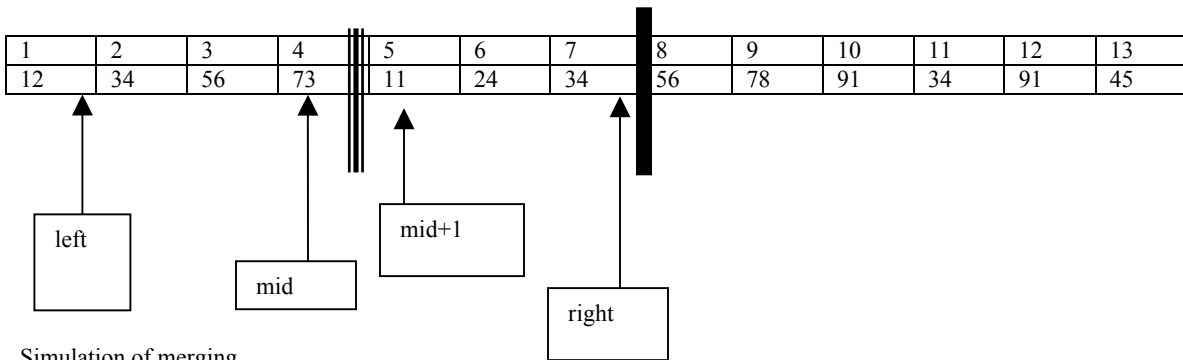 1 2 3 4 5 6 7 8 9 10 11 12 13
12 34 56 73 11 24 34 56 78 91 34 91 45
left
mid+1
mid
right
Simulation of merging